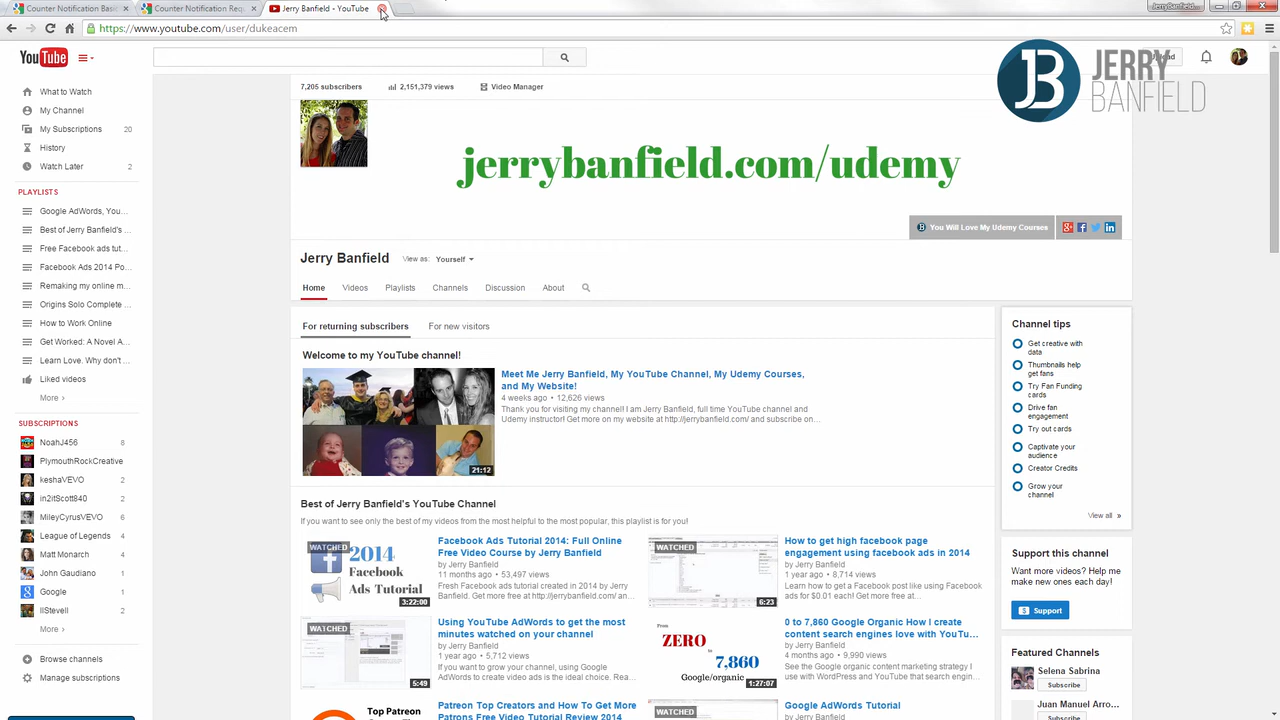 Counter Notification Basi
Counter Notification Req
Jerry Banfield - YouTube
Jerry Banfield...
https://www.youtube.com/user/dukeacem
YouTube
Upload
JB JERRY
BANFIELD
What to Watch
My Channel
My Subscriptions 20
History
Watch Later 2
PLAYLISTS
Google AdWords, You...
Best of Jerry Banfield's ...
Free Facebook ads tut...
Facebook Ads 2014 Po...
Remaking my online m...
Origins Solo Complete ...
How to Work Online
Get Worked: A Novel A...
Learn Love. Why don't ...
Liked videos
More ›
SUBSCRIPTIONS
NoahJ456 8
PlymouthRockCreative
keshaVEVO 2
in2itScott840 2
MileyCyrusVEVO 6
League of Legends 4
Matt Monarch 4
John Gaudiano 1
Google 1
IlStevell 2
More ›
Browse channels
Manage subscriptions
7,205 subscribers
2,151,379 views
Video Manager
jerrybanfield.com/udemy
You Will Love My Udemy Courses
Jerry Banfield
View as: Yourself
Home Videos Playlists Channels Discussion About
For returning subscribers
For new visitors
Welcome to my YouTube channel!
21:12
Meet Me Jerry Banfield, My YouTube Channel, My Udemy Courses,
and My Website!
4 weeks ago • 12,626 views
Thank you for visiting my channel! I am Jerry Banfield, full time YouTube channel and
Udemy instructor! Get more on my website at http://jerrybanfield.com/ and subscribe on...
Best of Jerry Banfield's YouTube Channel
If you want to see only the best of my videos from the most helpful to the most popular, this playlist is for you!
WATCHED
2014
Facebook
Ads Tutorial
3:22:00
Facebook Ads Tutorial 2014: Full Online
Free Video Course by Jerry Banfield
by Jerry Banfield
11 months ago • 53,497 views
Fresh Facebook ads tutorial created in 2014 by Jerry
Banfield. Get more free at http://jerrybanfield.com/ an...
WATCHED
6:23
How to get high facebook page
engagement using facebook ads in 2014
by Jerry Banfield
1 year ago • 8,714 views
Learn how to get a Facebook post like using Facebook
ads for $0.01 each! Get more free at...
WATCHED
5:49
Using YouTube AdWords to get the most
minutes watched on your channel
by Jerry Banfield
1 year ago • 5,712 views
If you want to grow your channel, using Google
AdWords to create video ads is the ideal choice. Rea...
From
ZERO
to
7,860
Google/organic
1:27:07
0 to 7,860 Google Organic How I create
content search engines love with YouTu...
by Jerry Banfield
4 months ago • 9,990 views
See the Google organic content marketing strategy I
use with WordPress and YouTube that search engin...
Top Patreon
Patreon Top Creators and How To Get More
Patrons Free Video Tutorial Review 2014
WATCHED
Google AdWords Tutorial
by Jerry Banfield
Channel tips
Get creative with
data
Thumbnails help
get fans
Try Fan Funding
cards
Drive fan
engagement
Try out cards
Captivate your
audience
Creator Credits
Grow your
channel
View all »
Support this channel
Want more videos? Help me
make new ones each day!
Support
Featured Channels
Selena Sabrina
Subscribe
Juan Manuel Arro...
Subscribe